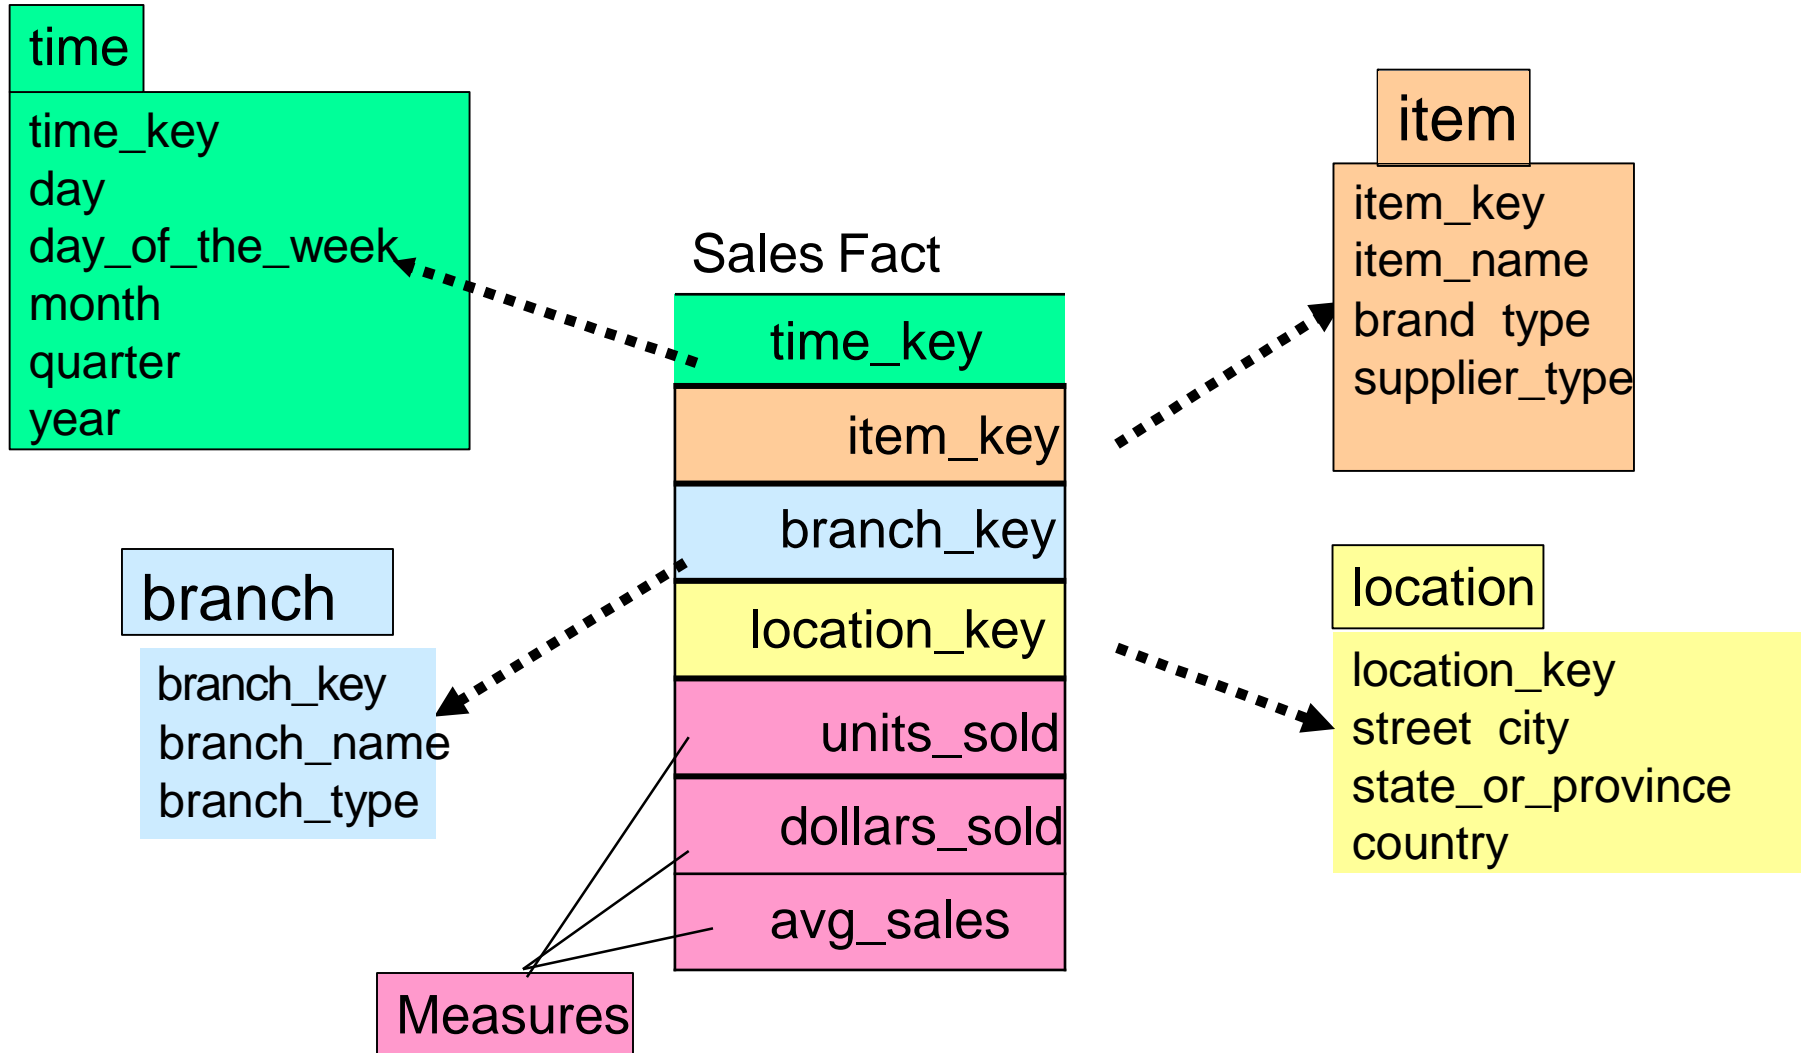 time
time_key
day
day_of_the_week
month
quarter
year
branch
branch_key
branch_name
branch_type
Sales Fact
time_key
item_key
branch_key
location_key
units_sold
dollars_sold
avg_sales
Measures
item
item_key
item_name
brand type
supplier_type
location
location_key
street city
state_or_province
country